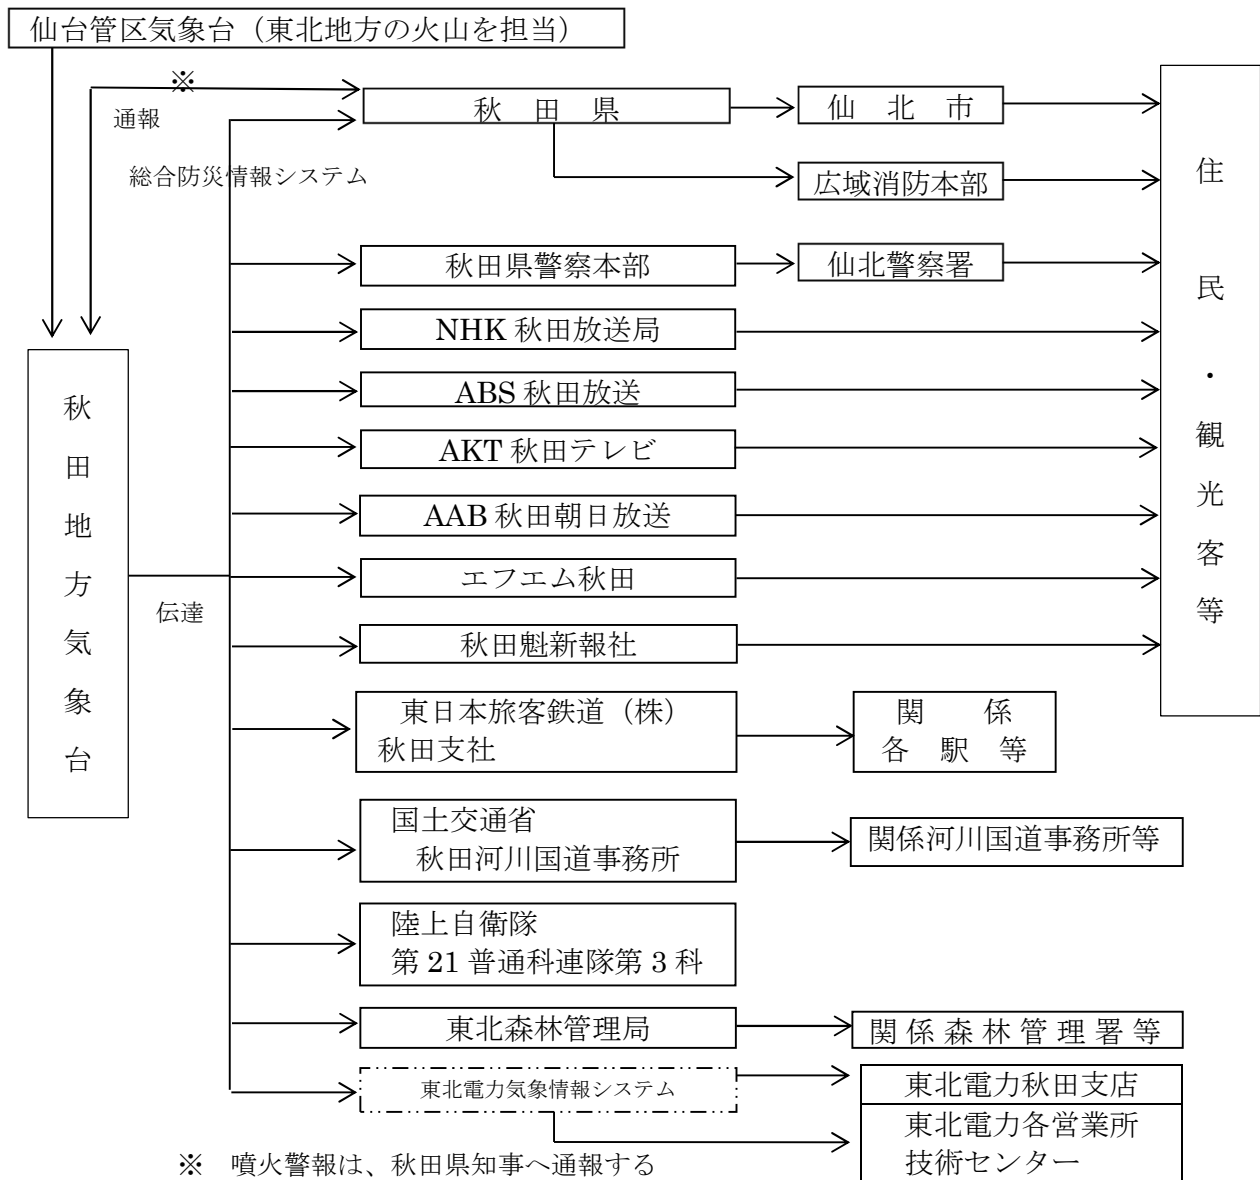 仙台管区気象台（東北地方の火山を担当）
※
通報
総合防災情報システム
秋　田　県
仙　北　市
広域消防本部
秋田県警察本部
仙北警察署
NHK 秋田放送局
ABS 秋田放送
AKT 秋田テレビ
AAB 秋田朝日放送
エフエム秋田
秋田魁新報社
住民・観光客等
秋田地方気象台
伝達
東日本旅客鉄道（株）
秋田支社
関　係
各　駅　等
国土交通省
秋田河川国道事務所
関係河川国道事務所等
陸上自衛隊
第 21 普通科連隊第 3 科
東北森林管理局
関係森林管理署等
東北電力気象情報システム
東北電力秋田支店
東北電力各営業所
技術センター
※　噴火警報は、秋田県知事へ通報する